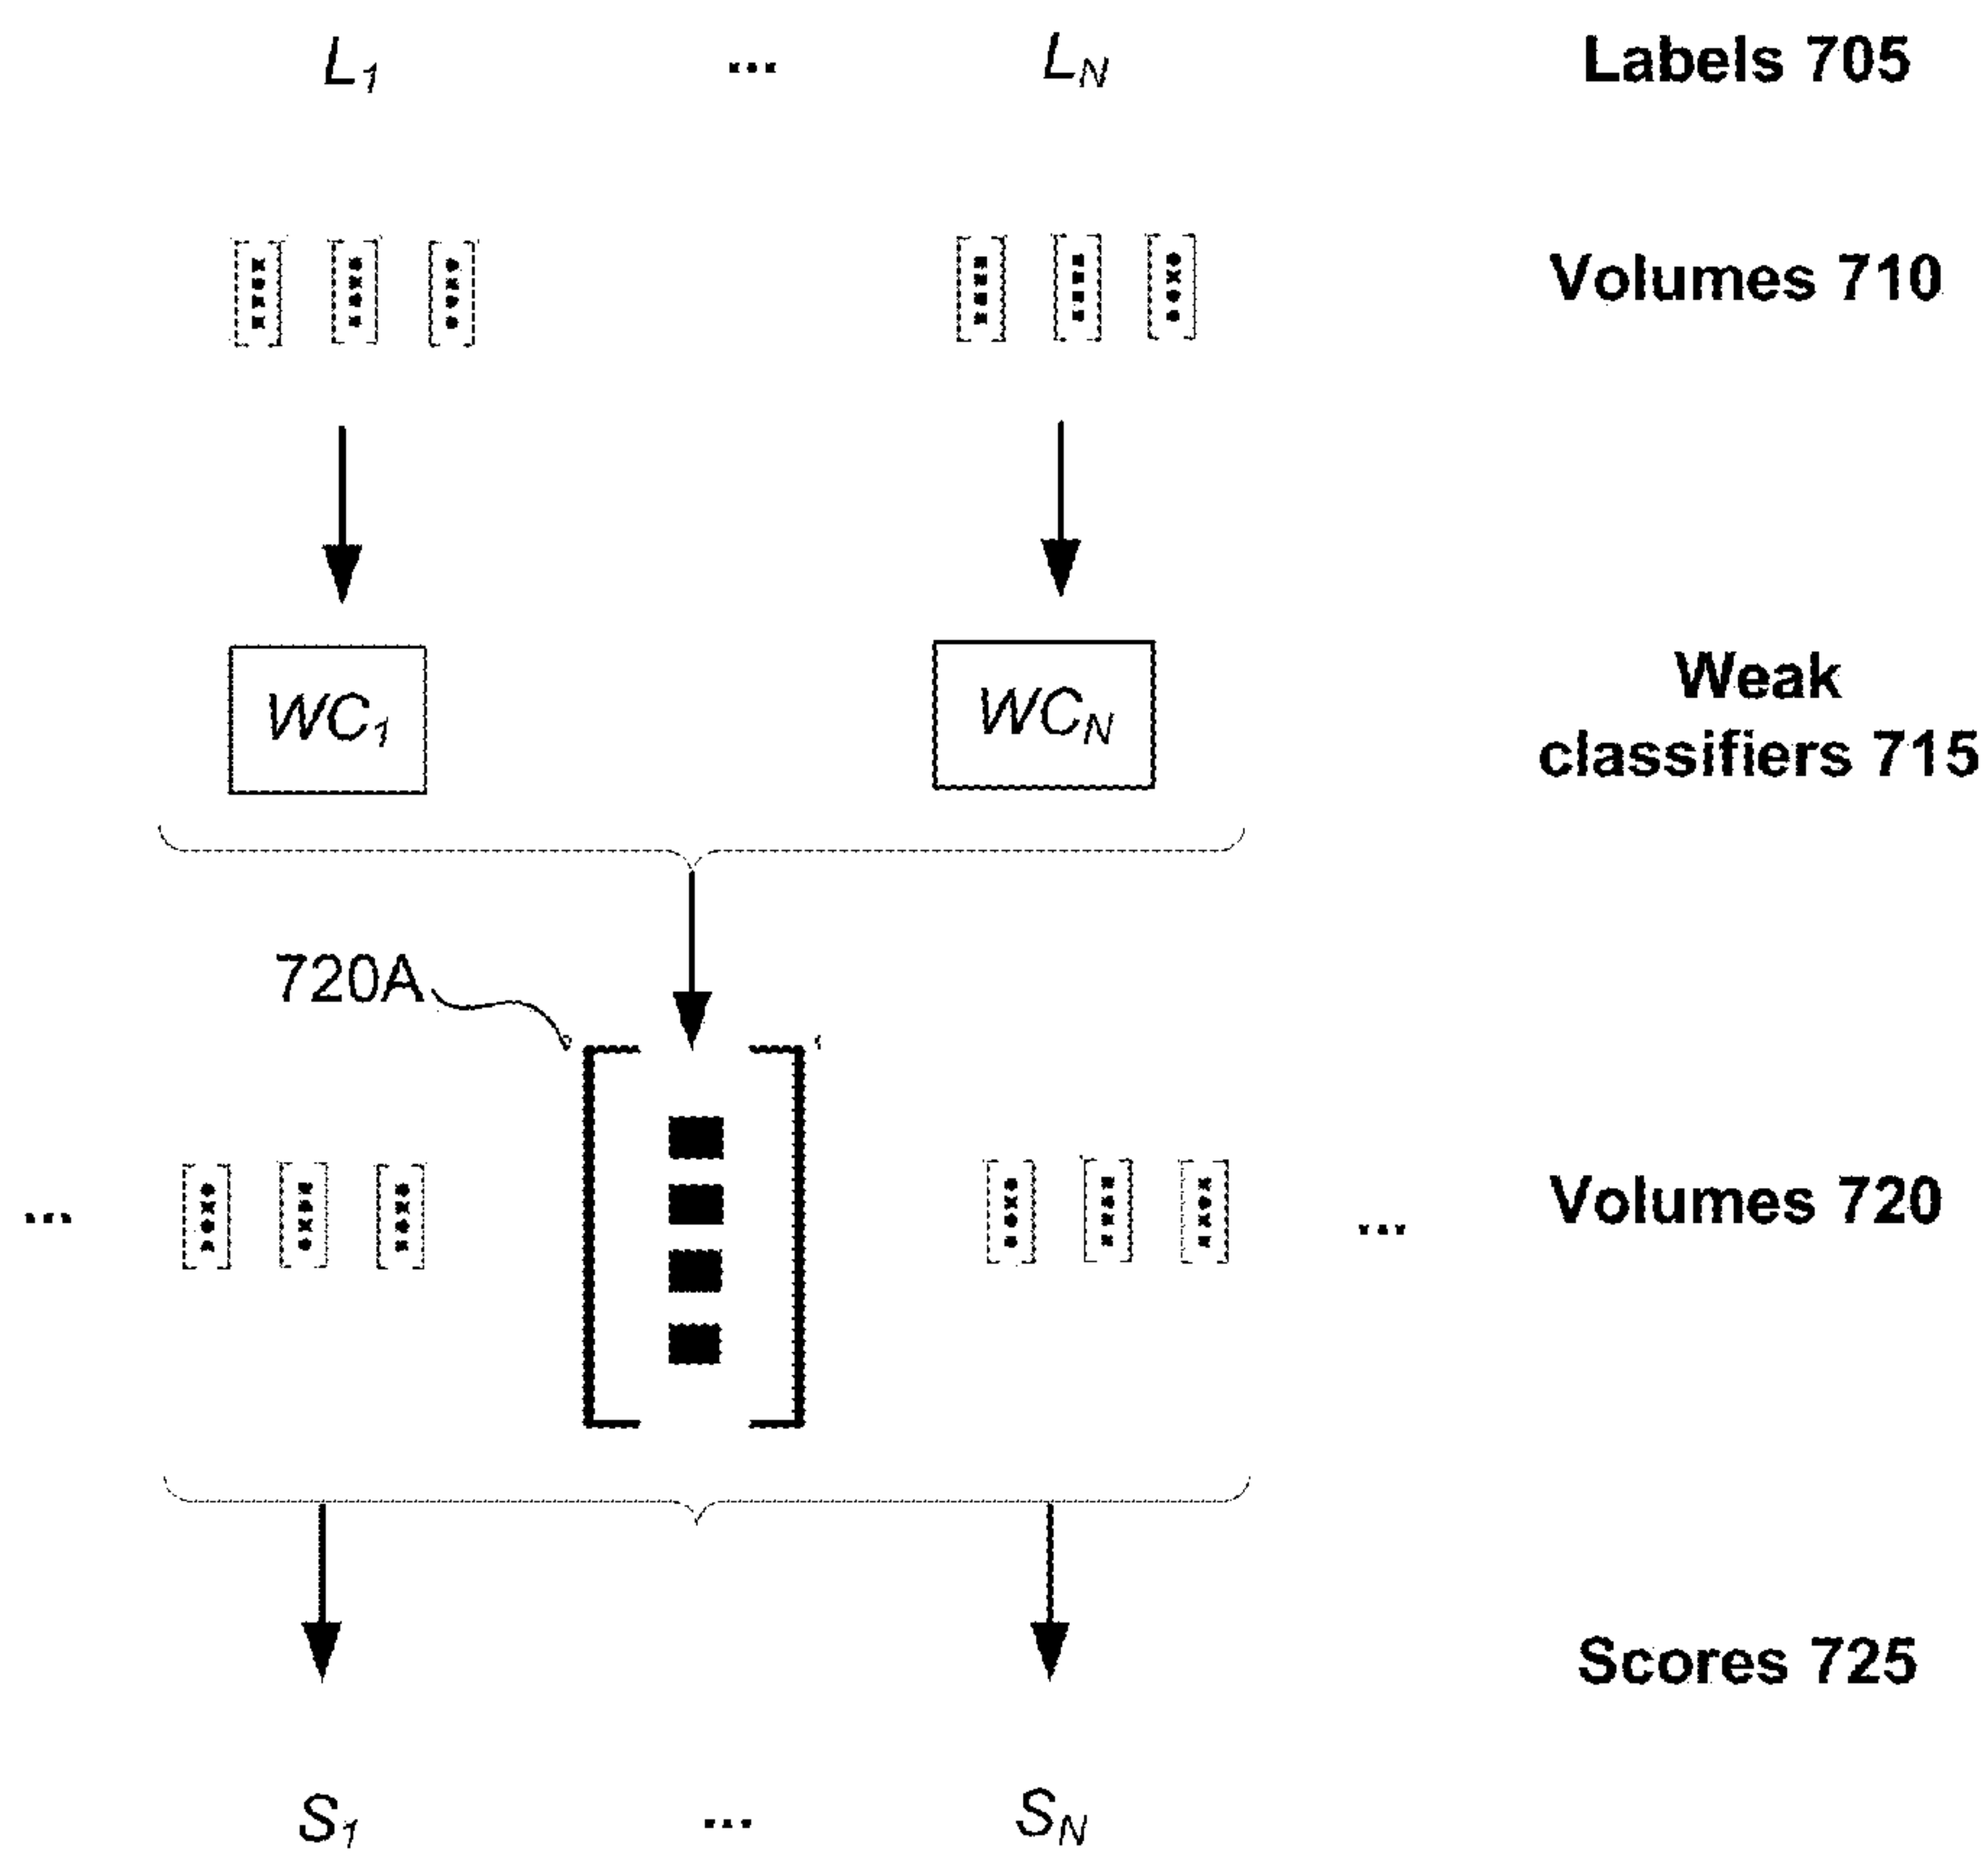 L1 ... LN Labels 705
Volumes 710
WC1 WCN Weak
classifiers 715
720A
... ... Volumes 720
Scores 725
S1 ... SN